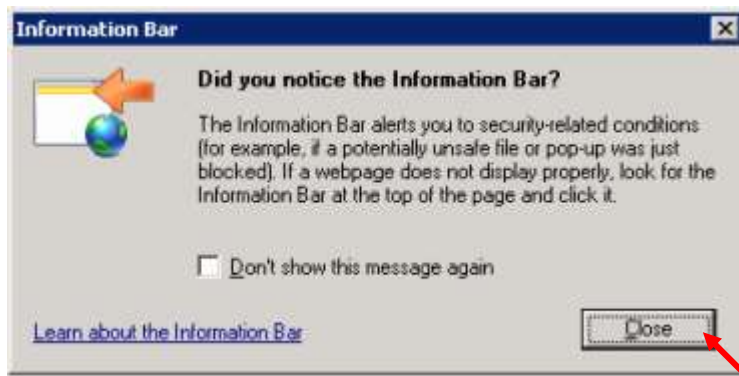 Information Bar
Did you notice the Information Bar?
The Information Bar alerts you to security-related conditions
(for example, if a potentially unsafe file or pop-up was just
blocked). If a webpage does not display properly, look for the
Information Bar at the top of the page and click it.
Don't show this message again
Learn about the Information Bar
Close